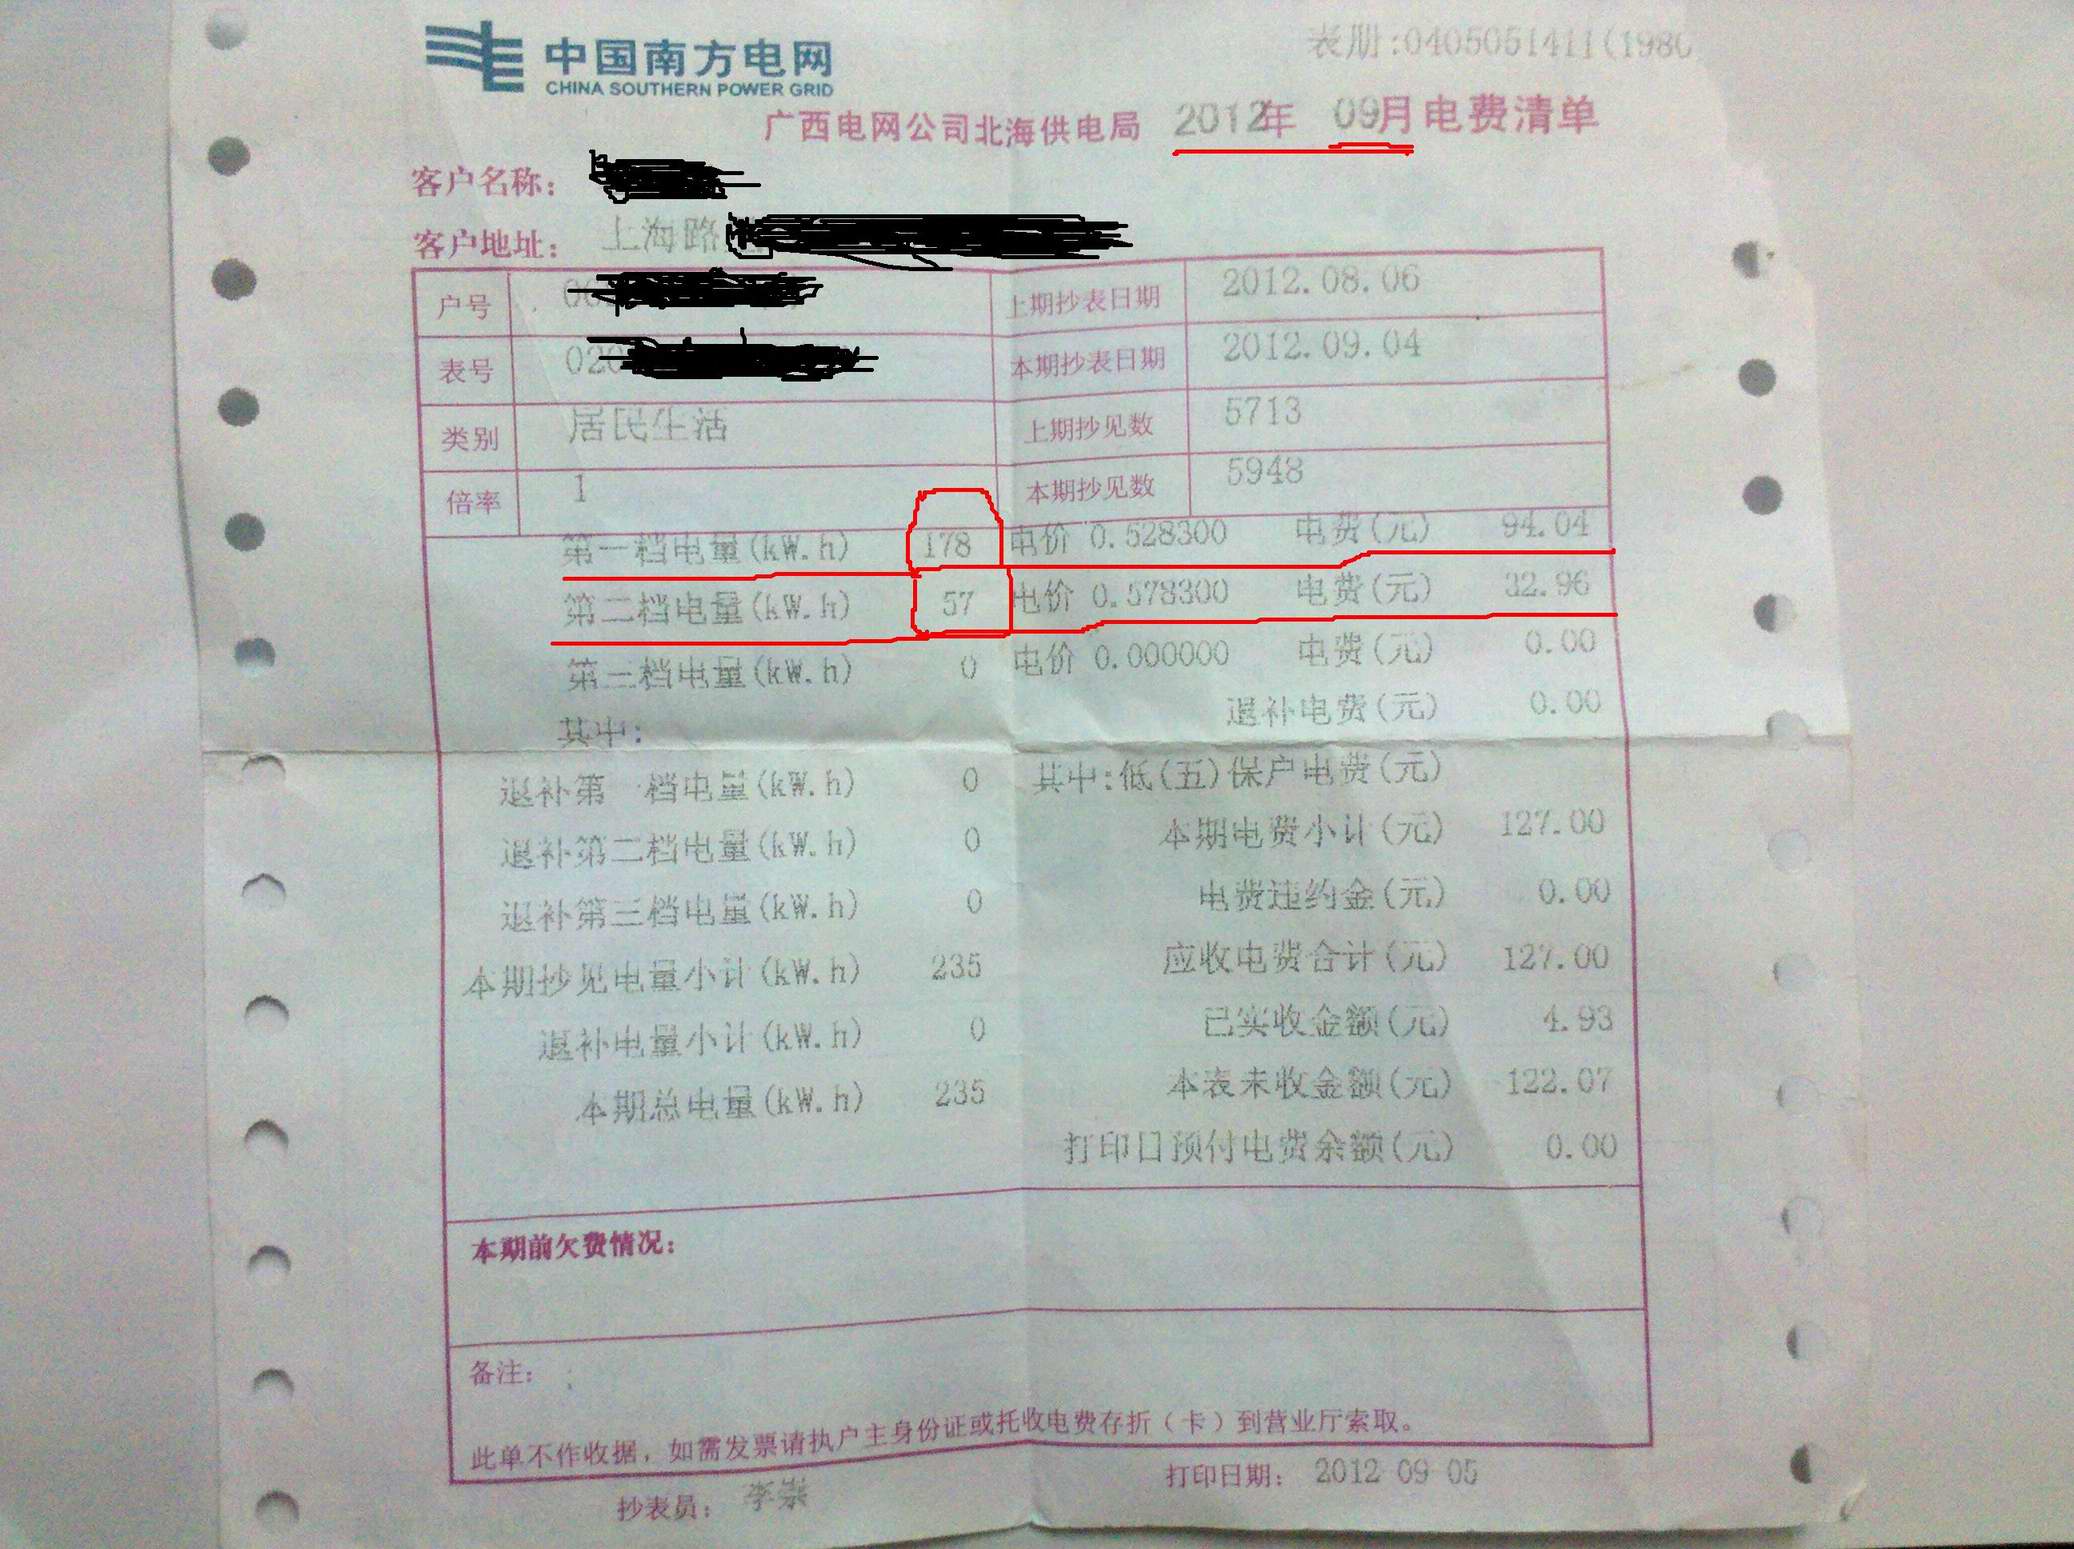 中国南方电网
CHINA SOUTHERN POWER GRID
表册:0405051411(1980
广西电网公司北海供电局 2012年 09月电费清单
客户名称:
客户地址: 上海路
户号 06 上期抄表日期 2012.08.06
表号 020 本期抄表日期 2012.09.04
类别 居民生活 上期抄见数 5713
倍率 1 本期抄见数 5948
第一档电量(kW.h) 178 电价 0.528300 电费(元) 94.04
第二档电量(kW.h) 57 电价 0.578300 电费(元) 32.96
第三档电量(kW.h) 0 电价 0.000000 电费(元) 0.00
其中: 退补电费(元) 0.00
退补第一档电量(kW.h) 0 其中:低(五)保户电费(元)
退补第二档电量(kW.h) 0 本期电费小计(元) 127.00
退补第三档电量(kW.h) 0 电费违约金(元) 0.00
本期抄见电量小计(kW.h) 235 应收电费合计(元) 127.00
退补电量小计(kW.h) 0 已实收金额(元) 4.93
本期总电量(kW.h) 235 本表未收金额(元) 122.07
打印日预付电费余额(元) 0.00
本期前欠费情况:
备注: :
此单不作收据，如需发票请执户主身份证或托收电费存折（卡）到营业厅索取。
抄表员: 李崇 打印日期: 2012 09 05